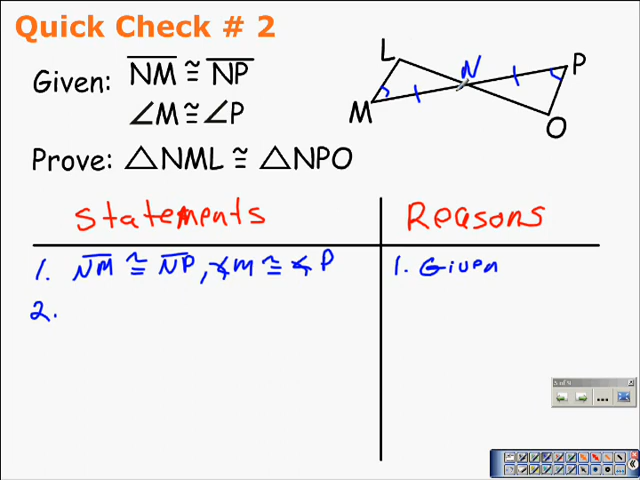 Quick Check # 2
Given: NM ≅ NP
∠M ≅ ∠P
Prove: △NML ≅ △NPO
L
N
P
M
O
Statements
Reasons
1. NM ≅ NP, ∠M ≅ ∠P
1. Given
2.